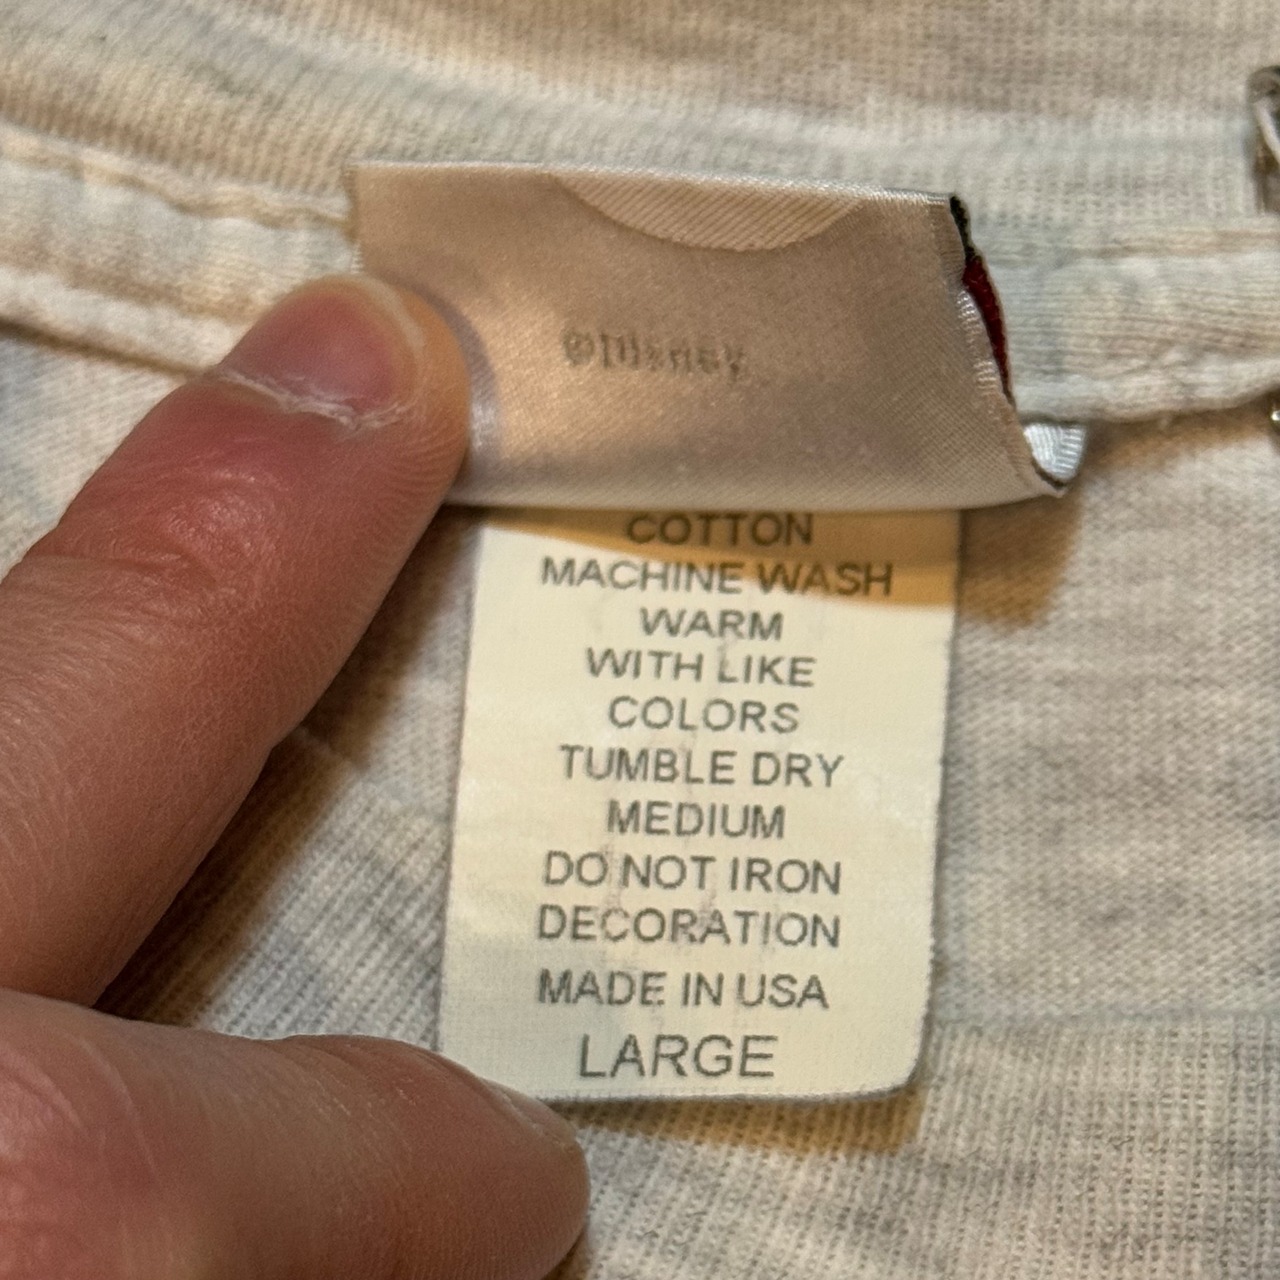 ©Disney
COTTON
MACHINE WASH
WARM
WITH LIKE
COLORS
TUMBLE DRY
MEDIUM
DO NOT IRON
DECORATION
MADE IN USA
LARGE